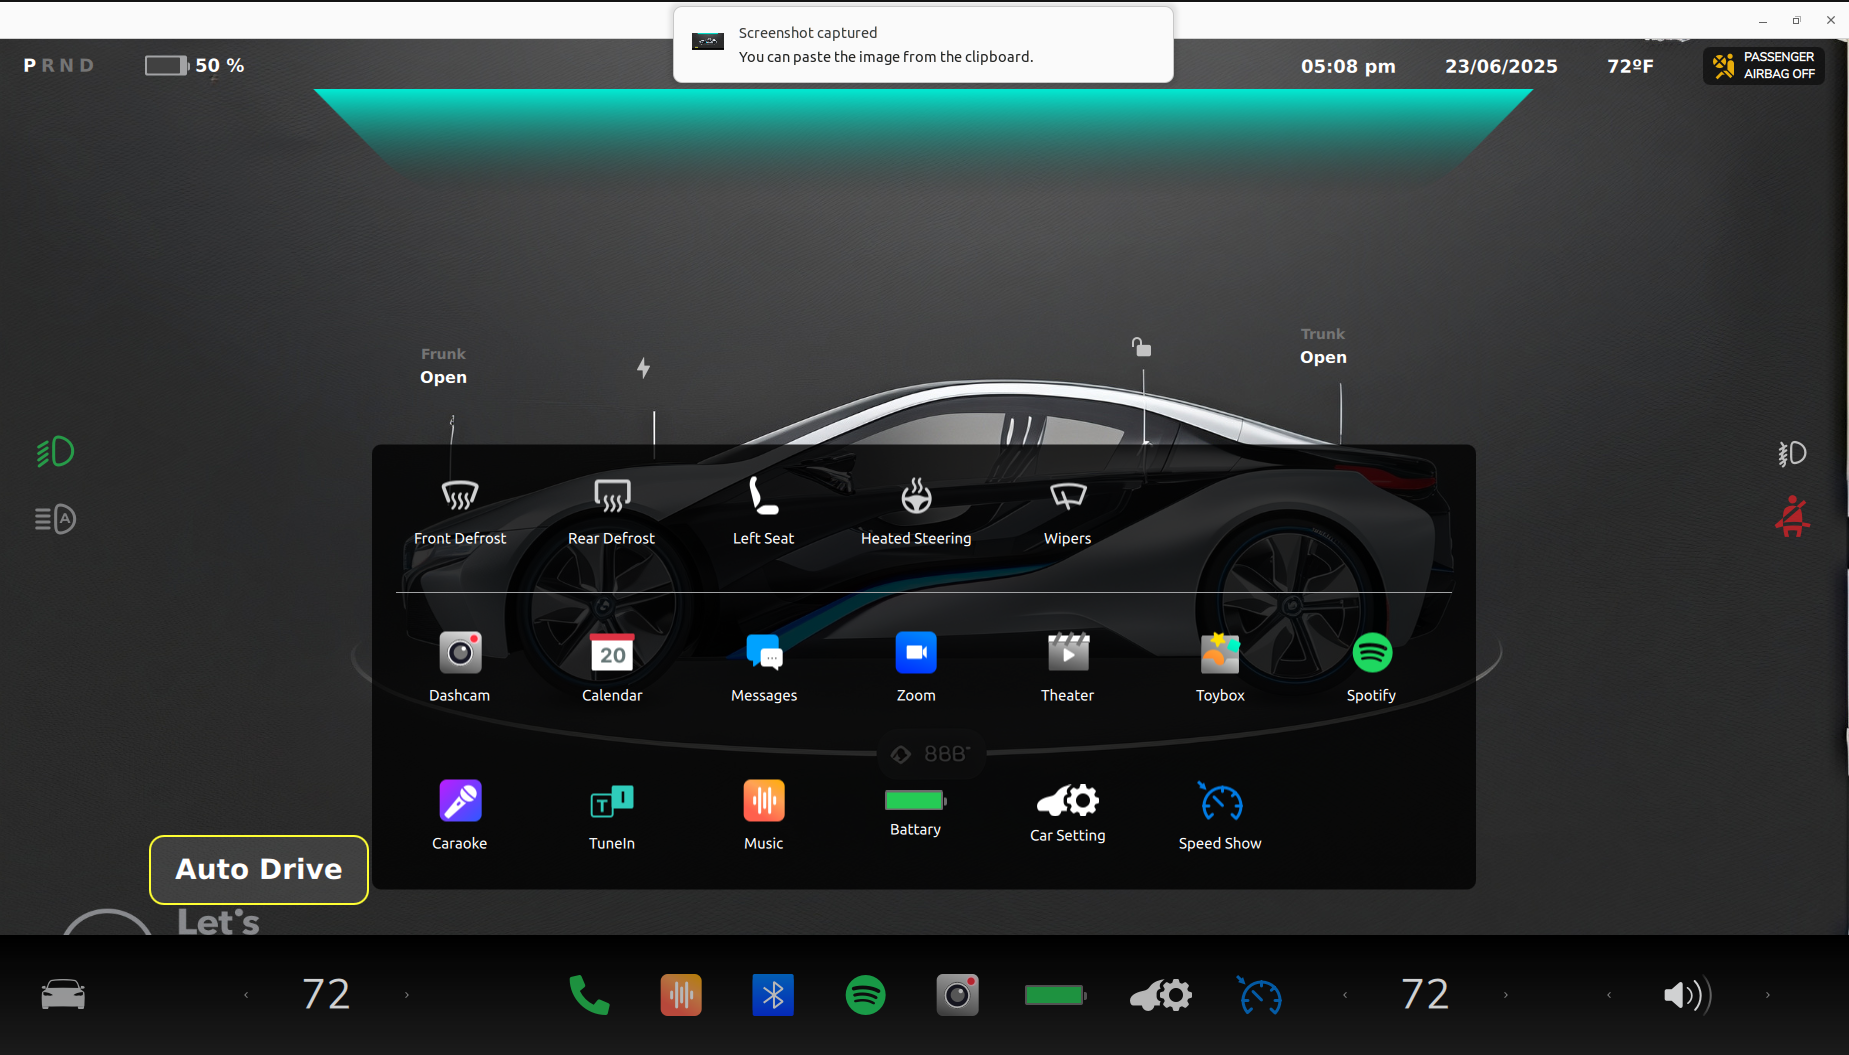 Screenshot captured
You can paste the image from the clipboard.
P R N D
50 %
05:08 pm
23/06/2025
72ºF
PASSENGER
AIRBAG OFF
Frunk
Open
Trunk
Open
A
Front Defrost
Rear Defrost
Left Seat
Heated Steering
Wipers
20
Dashcam
Calendar
Messages
Zoom
Theater
Toybox
Spotify
888
T I
Caraoke
TuneIn
Music
Battary
Car Setting
Speed Show
Auto Drive
Let's
72
72